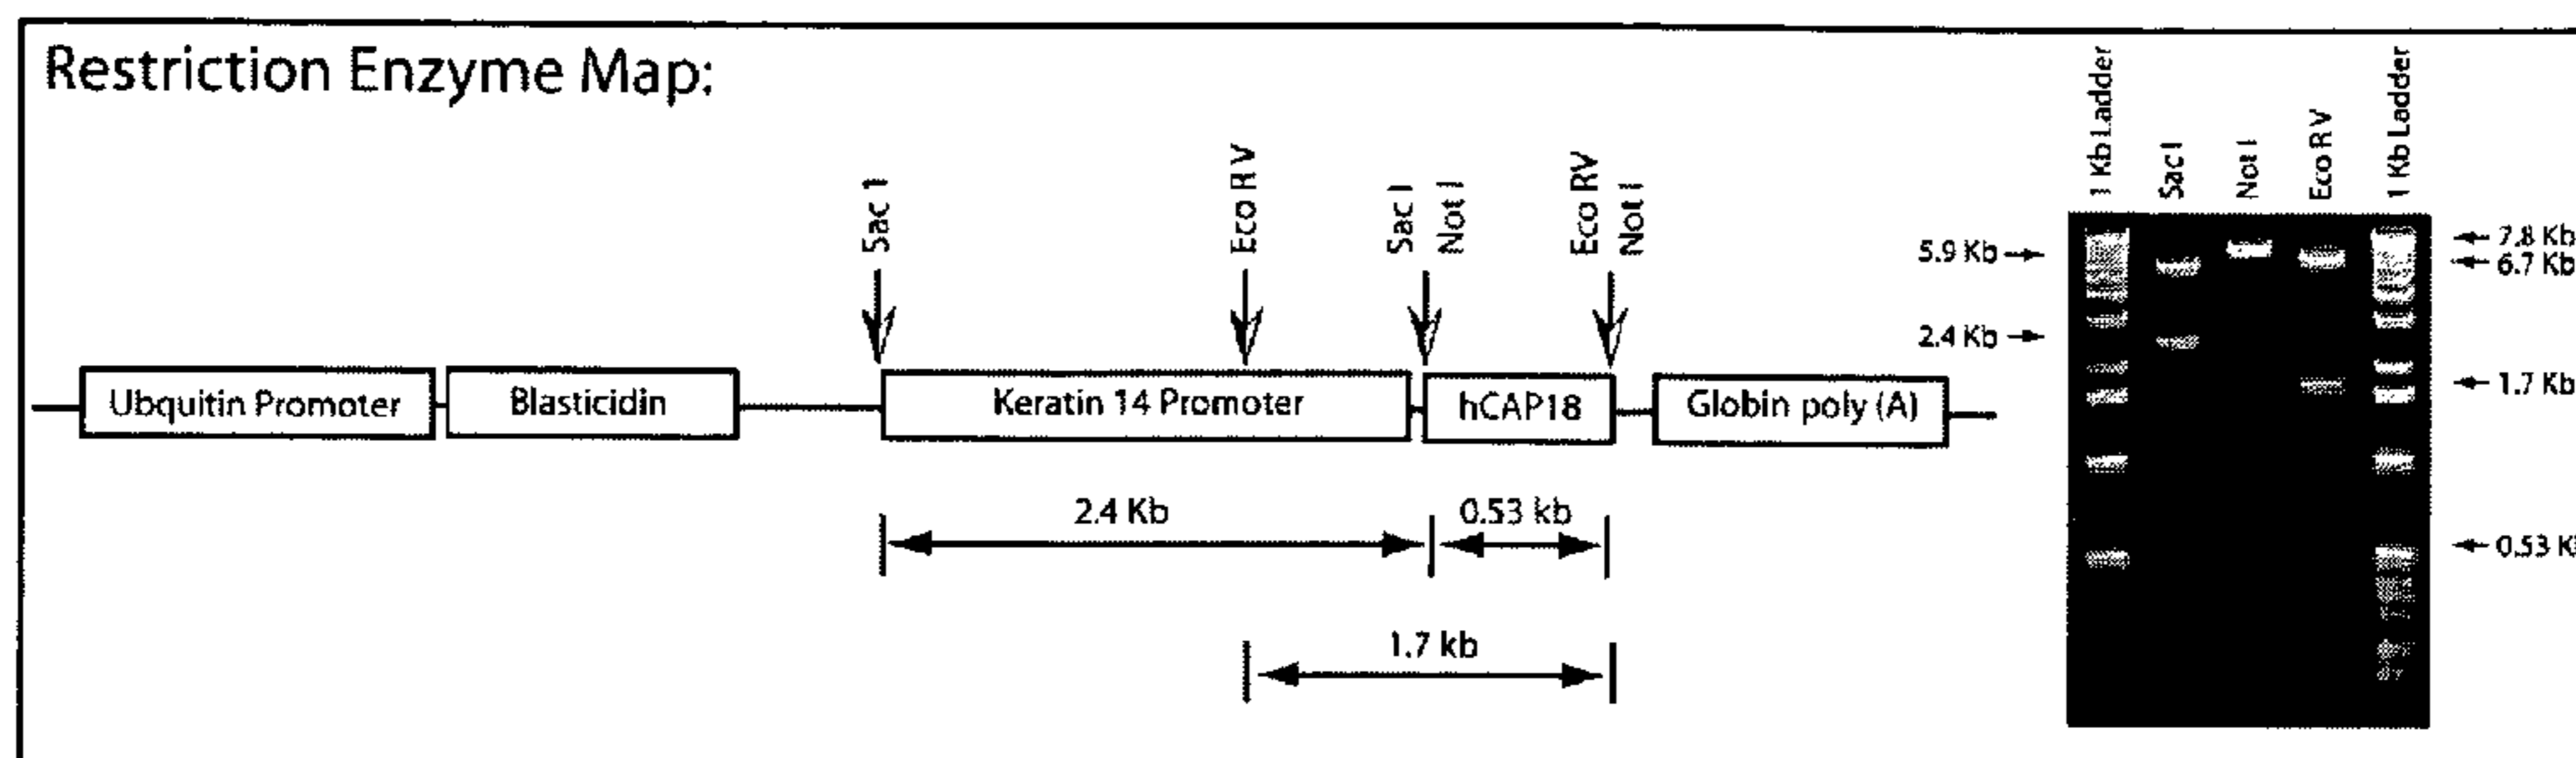 Restriction Enzyme Map:
Sac 1
Eco R V
Sac I
Not I
Eco RV
Not I
Ubquitin Promoter
Blasticidin
Keratin 14 Promoter
hCAP18
Globin poly (A)
2.4 Kb
0.53 kb
1.7 kb
1 Kb Ladder
Sac I
Not I
Eco R V
1 Kb Ladder
5.9 Kb
2.4 Kb
7.8 Kb
6.7 Kb
1.7 Kb
0.53 K